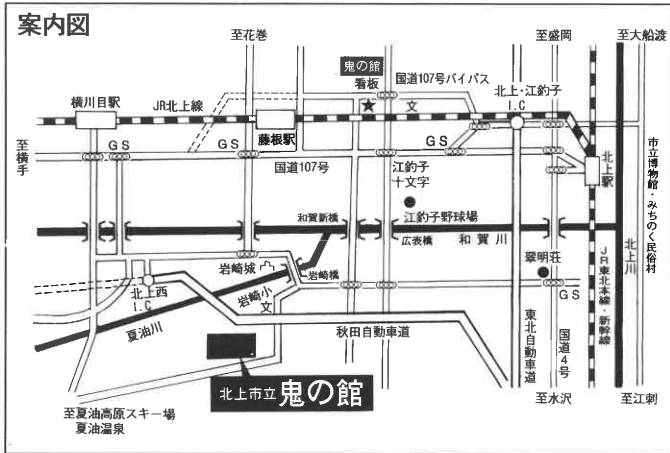 案内図
至花巻
至盛岡
至大船渡
鬼の館
看板
国道107号バイパス
文
北上・江釣子
I.C
横川目駅
JR北上線
藤根駅
GS
GS
GS
至横手
国道107号
江釣子
十文字
北上駅
市立博物館・みちのく民俗村
江釣子野球場
和賀新橋
広表橋
和賀川
北上川
岩崎城
岩崎橋
翠明荘
北上西
I.C
岩崎小
文
GS
夏油川
秋田自動車道
東北自動車道
国道4号
JR東北本線・新幹線
北上市立 鬼の館
至夏油高原スキー場
夏油温泉
至水沢
至江刺